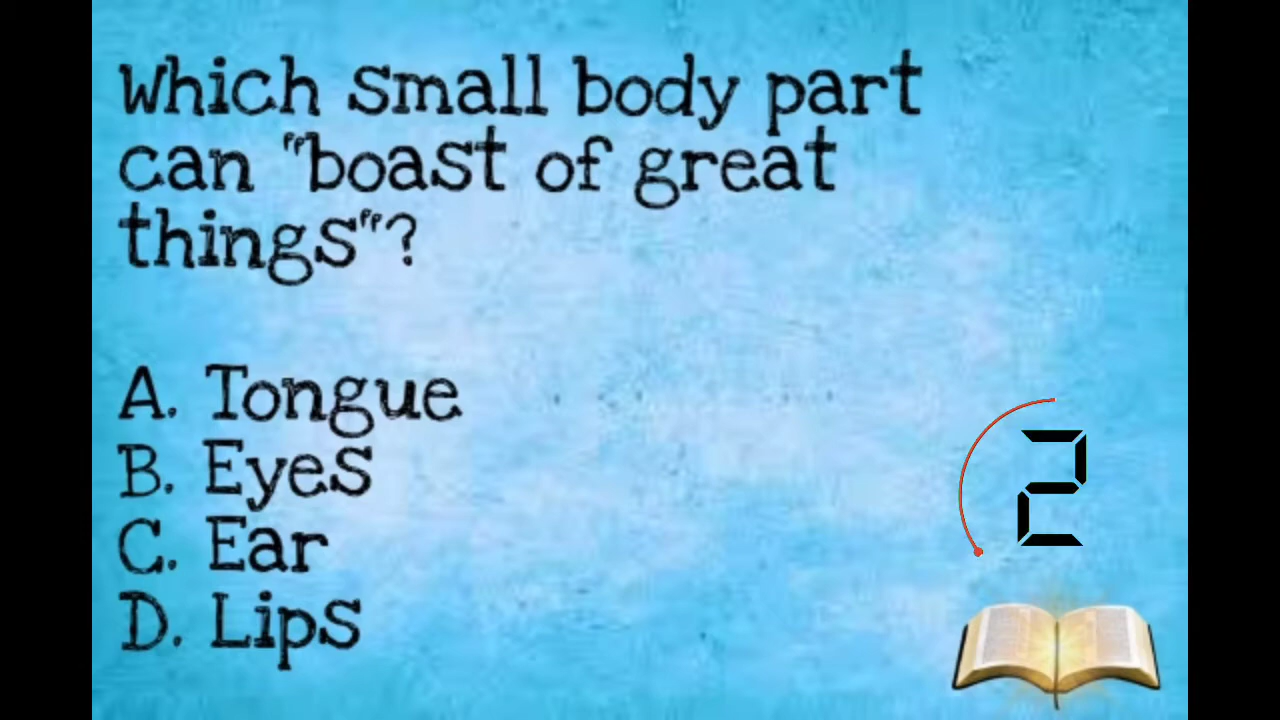 Which small body part
can "boast of great
things"?
A. Tongue
B. Eyes
C. Ear
D. Lips
2